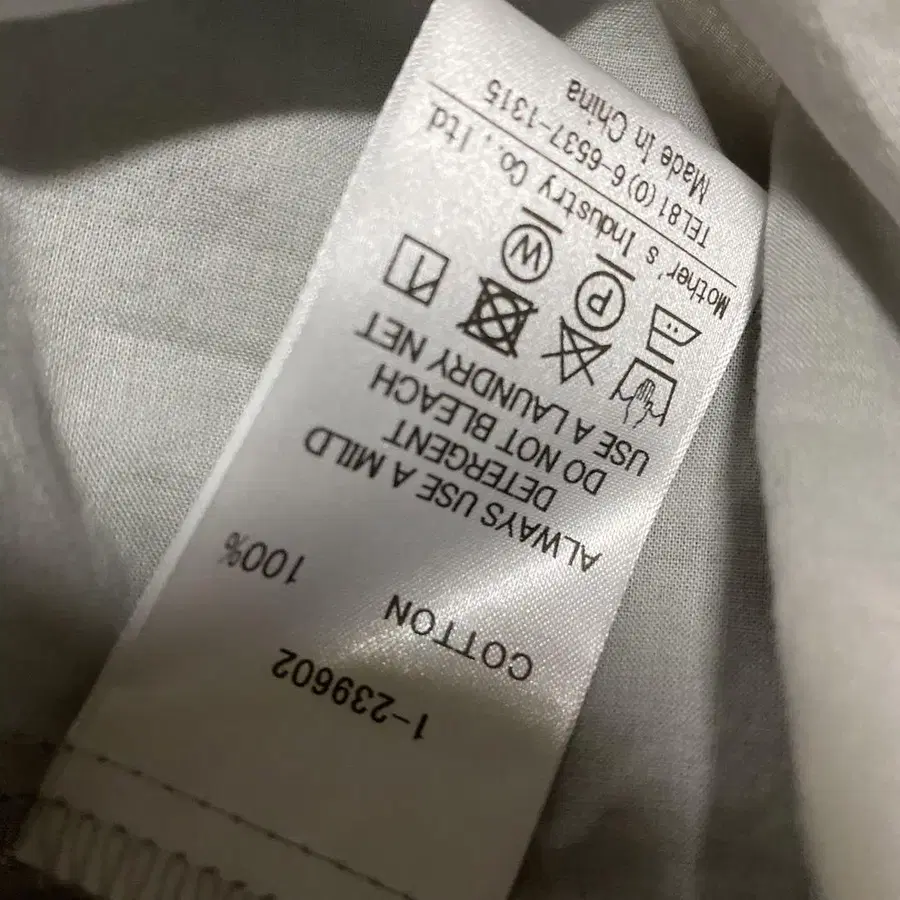 1-239602
COTTON 100%
ALWAYS USE A MILD
DETERGENT
DO NOT BLEACH
USE A LAUNDRY NET
P W
Mother's Industry Co., ltd.
TEL81(0)6-6537-1315
Made in China